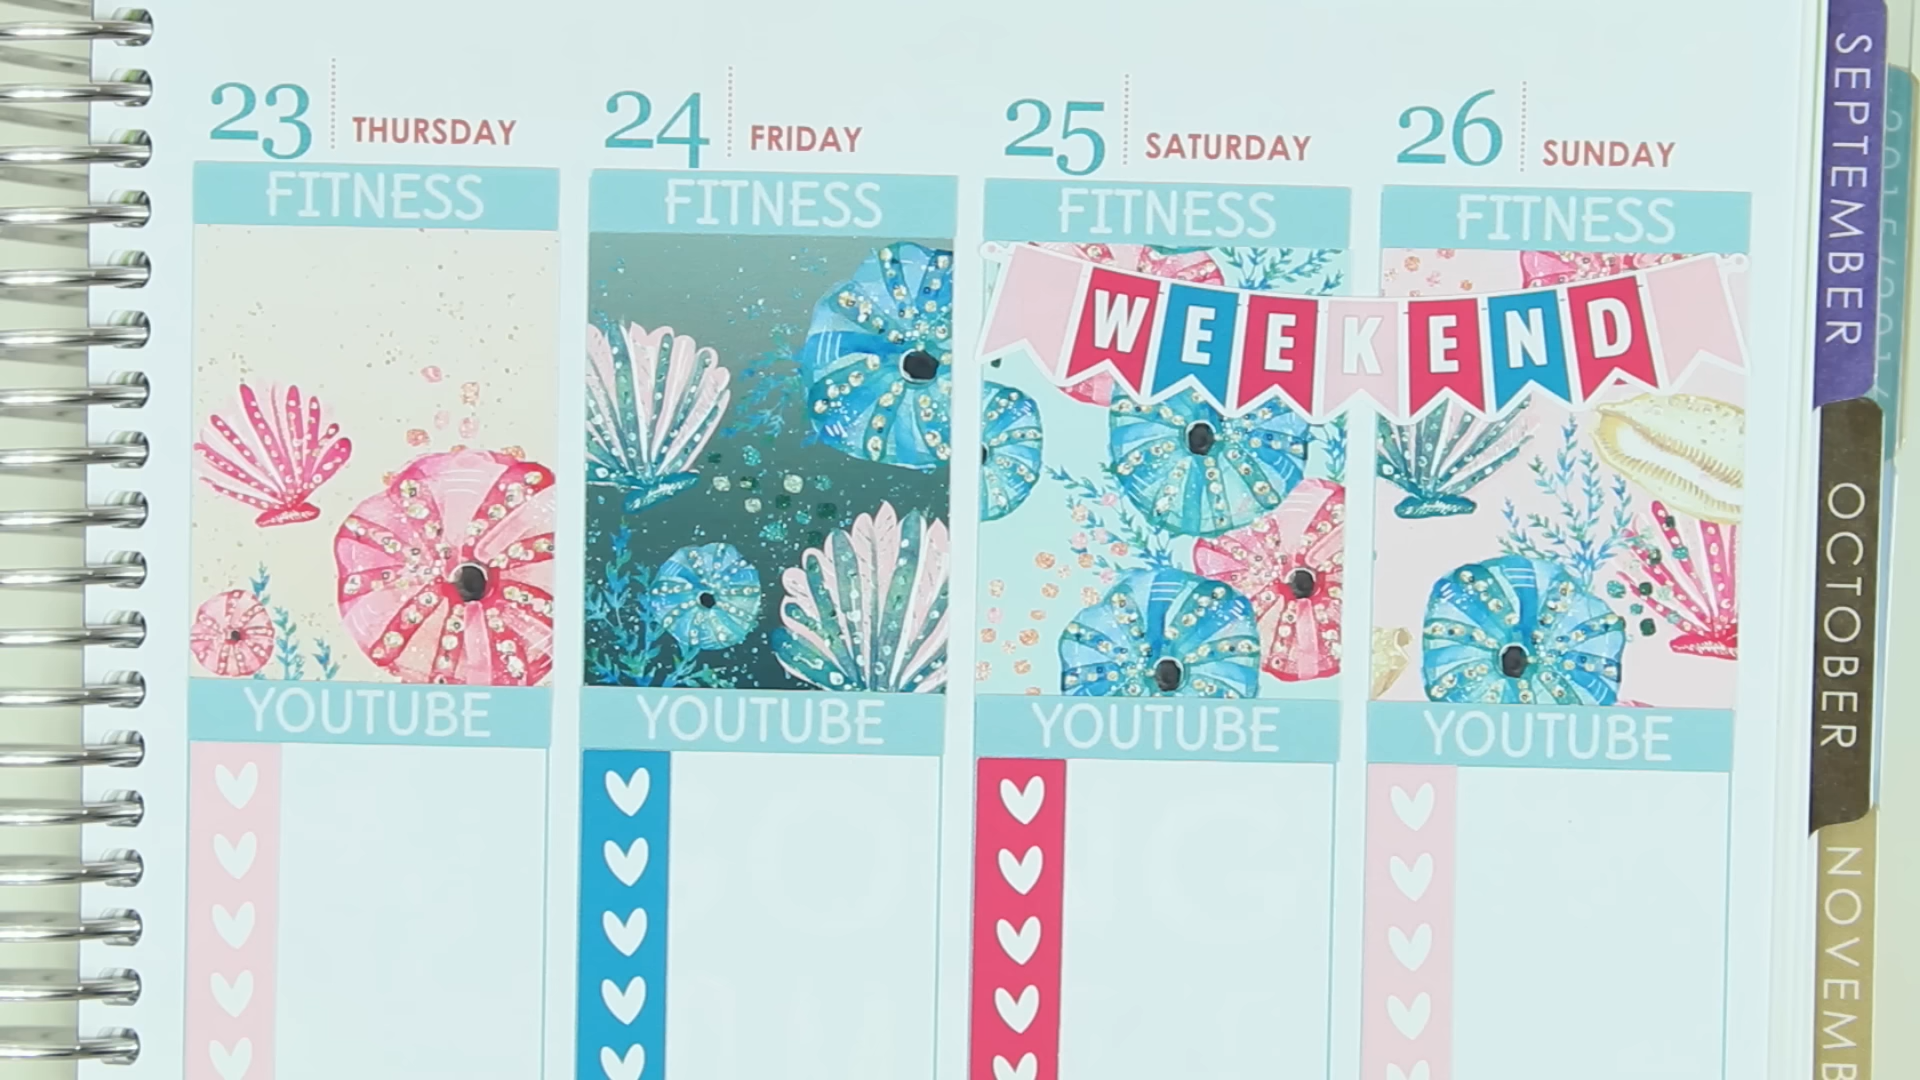 23 THURSDAY
24 FRIDAY
25 SATURDAY
26 SUNDAY
FITNESS
FITNESS
FITNESS
FITNESS
WEEKEND
YOUTUBE
YOUTUBE
YOUTUBE
YOUTUBE
SEPTEMBER
OCTOBER
NOVEMB